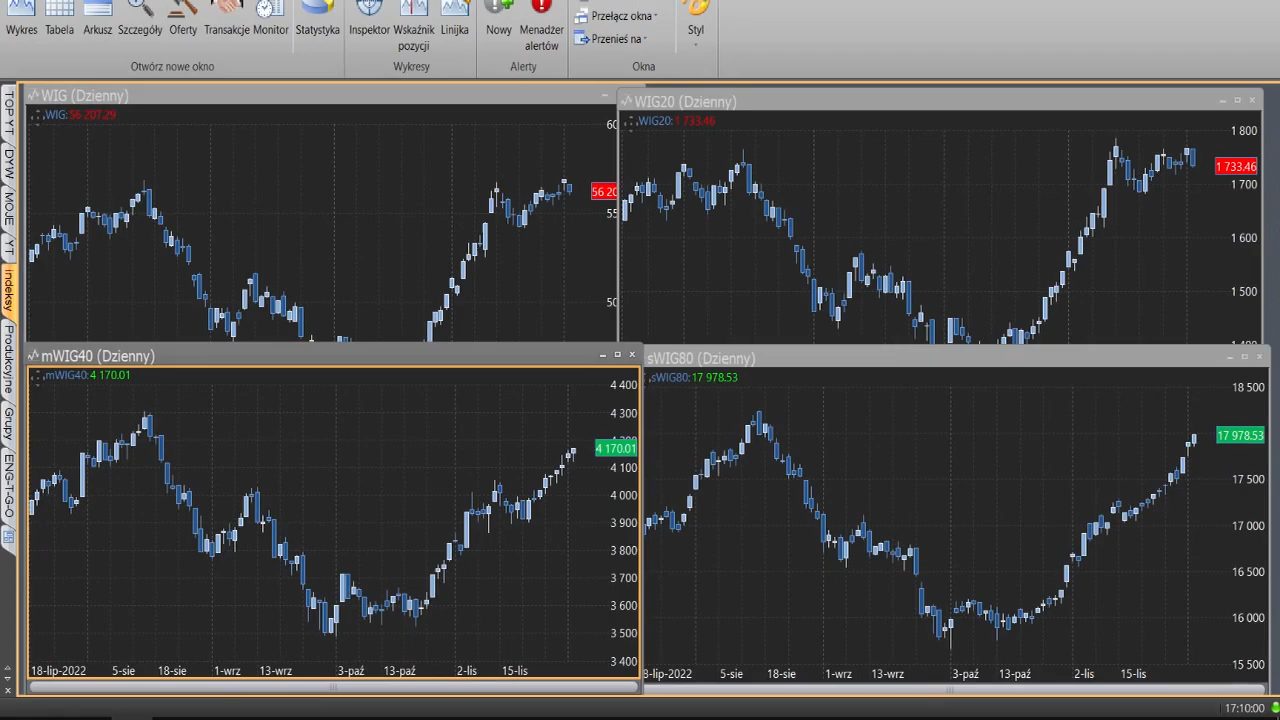 Wykres Tabela Arkusz Szczegóły Oferty Transakcje Monitor Statystyka Inspektor Wskaźnik pozycji Linijka Nowy Menadżer alertów Przełącz okna Przenieś na Styl
Otwórz nowe okno Wykresy Alerty Okna
TOP YT
DYW.
MOJE
YT
indeksy
Produkcyjne
Grupy
ENG-T-G-O
WIG (Dzienny)
WIG: 56 207.29
60
56 20
55
50
WIG20 (Dzienny)
WIG20: 1 733.46
1 800
1 733.46
1 700
1 600
1 500
mWIG40 (Dzienny)
mWIG40: 4 170.01
4 400
4 300
4 170.01
4 100
4 000
3 900
3 800
3 700
3 600
3 500
3 400
18-lip-2022 5-sie 18-sie 1-wrz 13-wrz 3-paź 13-paź 2-lis 15-lis
sWIG80 (Dzienny)
sWIG80: 17 978.53
18 500
17 978.53
17 500
17 000
16 500
16 000
15 500
8-lip-2022 5-sie 18-sie 1-wrz 13-wrz 3-paź 13-paź 2-lis 15-lis
17:10:00